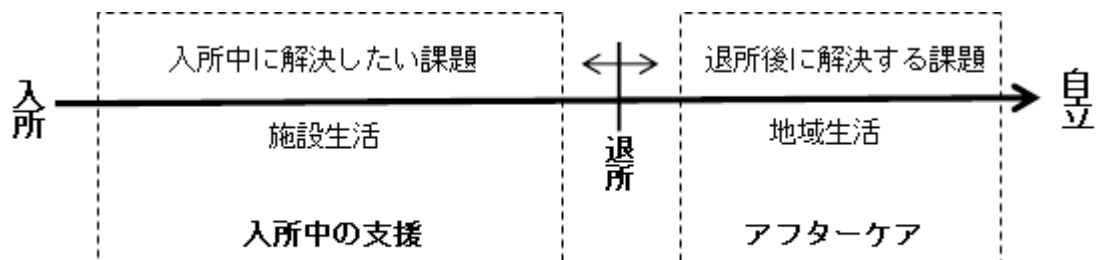 入所中に解決したい課題
退所後に解決する課題
入所
自立
施設生活
退所
地域生活
入所中の支援
アフターケア